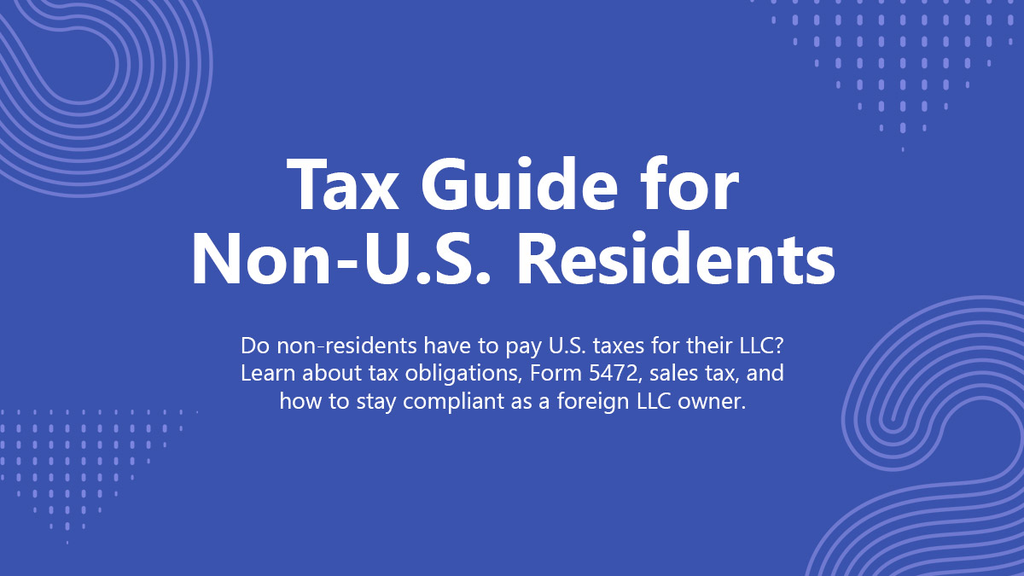 Tax Guide for
Non-U.S. Residents
Do non-residents have to pay U.S. taxes for their LLC?
Learn about tax obligations, Form 5472, sales tax, and
how to stay compliant as a foreign LLC owner.